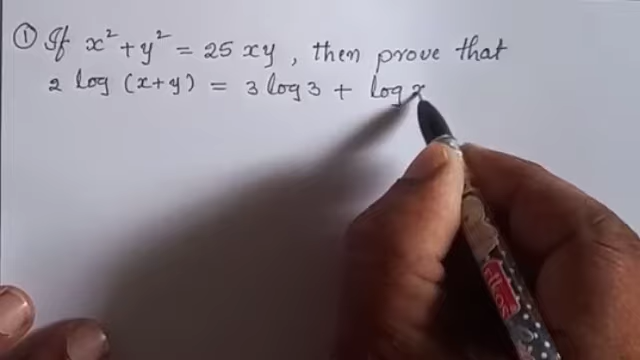 ① If x² + y² = 25 xy , then prove that
2 log (x+y) = 3 log 3 + log x